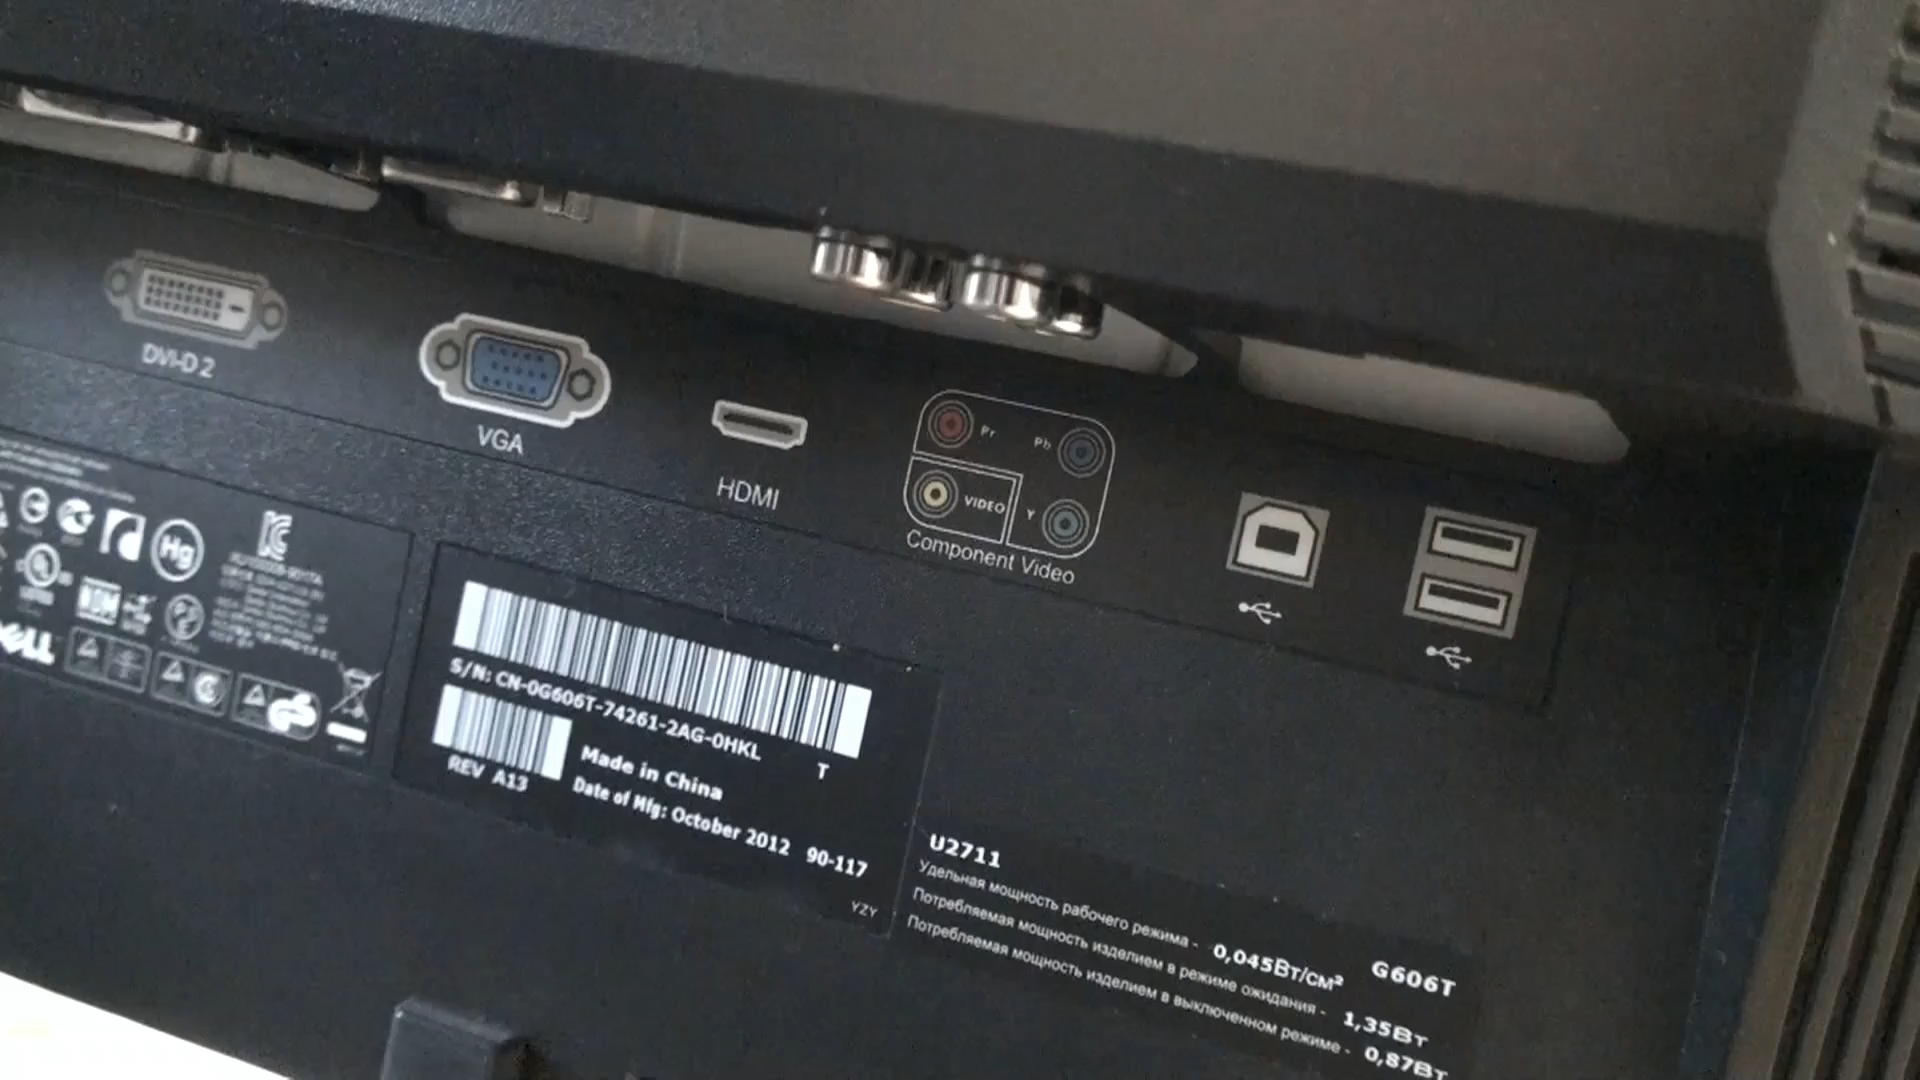 DVI-D 2
VGA
HDMI
Pr
Pb
VIDEO
Y
Component Video
Hg
DELL
S/N: CN-0G606T-74261-2AG-0HKL
T
REV A13
Made in China
Date of Mfg: October 2012 90-117
YZY
U2711
Удельная мощность рабочего режима - 0,045Вт/см² G606T
Потребляемая мощность изделием в режиме ожидания - 1,35Вт
Потребляемая мощность изделием в выключенном режиме - 0,87Вт